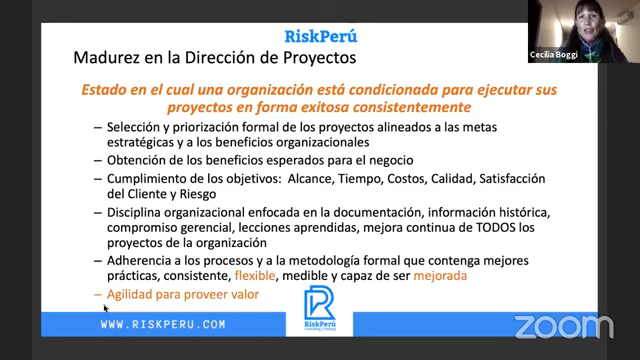 RiskPerú
Cecilia Boggi
Madurez en la Dirección de Proyectos
Estado en el cual una organización está condicionada para ejecutar sus
proyectos en forma exitosa consistentemente
– Selección y priorización formal de los proyectos alineados a las metas
estratégicas y a los beneficios organizacionales
– Obtención de los beneficios esperados para el negocio
– Cumplimiento de los objetivos: Alcance, Tiempo, Costos, Calidad, Satisfacción
del Cliente y Riesgo
– Disciplina organizacional enfocada en la documentación, información histórica,
compromiso gerencial, lecciones aprendidas, mejora continua de TODOS los
proyectos de la organización
– Adherencia a los procesos y a la metodología formal que contenga mejores
prácticas, consistente, flexible, medible y capaz de ser mejorada
– Agilidad para proveer valor
WWW.RISKPERU.COM
RiskPerú
zoom